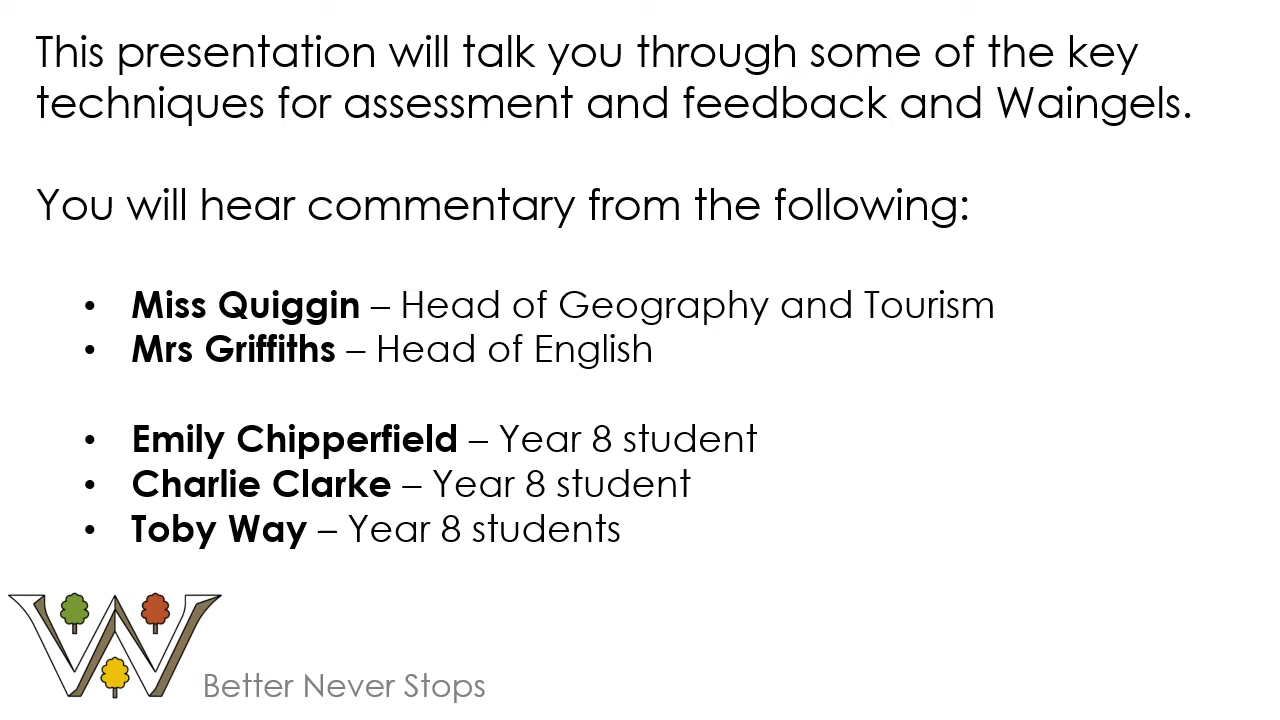 This presentation will talk you through some of the key
techniques for assessment and feedback and Waingels.
You will hear commentary from the following:
• Miss Quiggin – Head of Geography and Tourism
• Mrs Griffiths – Head of English
• Emily Chipperfield – Year 8 student
• Charlie Clarke – Year 8 student
• Toby Way – Year 8 students
W
Better Never Stops